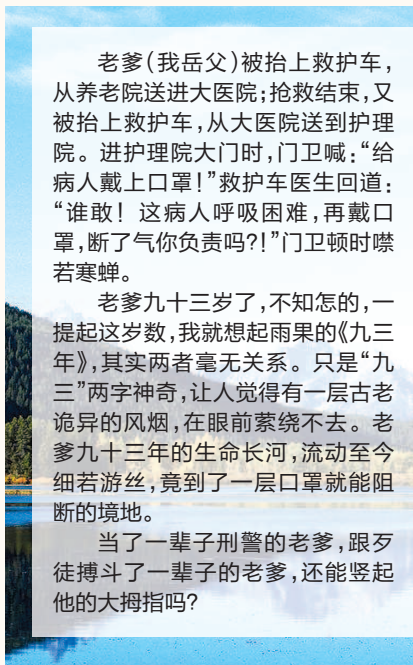 老爹(我岳父)被抬上救护车，
从养老院送进大医院;抢救结束,又
被抬上救护车,从大医院送到护理
院。进护理院大门时,门卫喊:“给
病人戴上口罩!”救护车医生回道:
“谁敢！这病人呼吸困难,再戴口
罩,断了气你负责吗?!”门卫顿时噤
若寒蝉。
老爹九十三岁了,不知怎的,一
提起这岁数,我就想起雨果的《九三
年》,其实两者毫无关系。只是“九
三”两字神奇,让人觉得有一层古老
诡异的风烟,在眼前萦绕不去。老
爹九十三年的生命长河,流动至今
细若游丝,竟到了一层口罩就能阻
断的境地。
当了一辈子刑警的老爹,跟歹
徒搏斗了一辈子的老爹,还能竖起
他的大拇指吗?